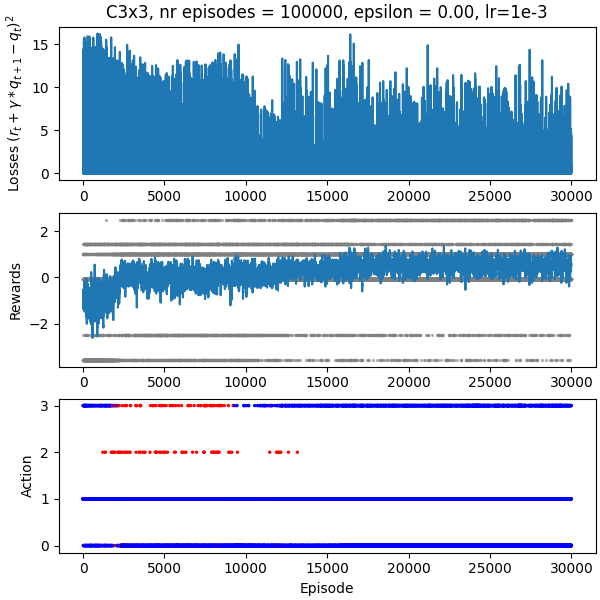 C3x3, nr episodes = 100000, epsilon = 0.00, lr=1e-3
Losses $(r_t + \gamma * q_{t+1} - q_t)^2$
15
10
5
0
0 5000 10000 15000 20000 25000 30000
Rewards
2
0
−2
0 5000 10000 15000 20000 25000 30000
Action
3
2
1
0
0 5000 10000 15000 20000 25000 30000
Episode